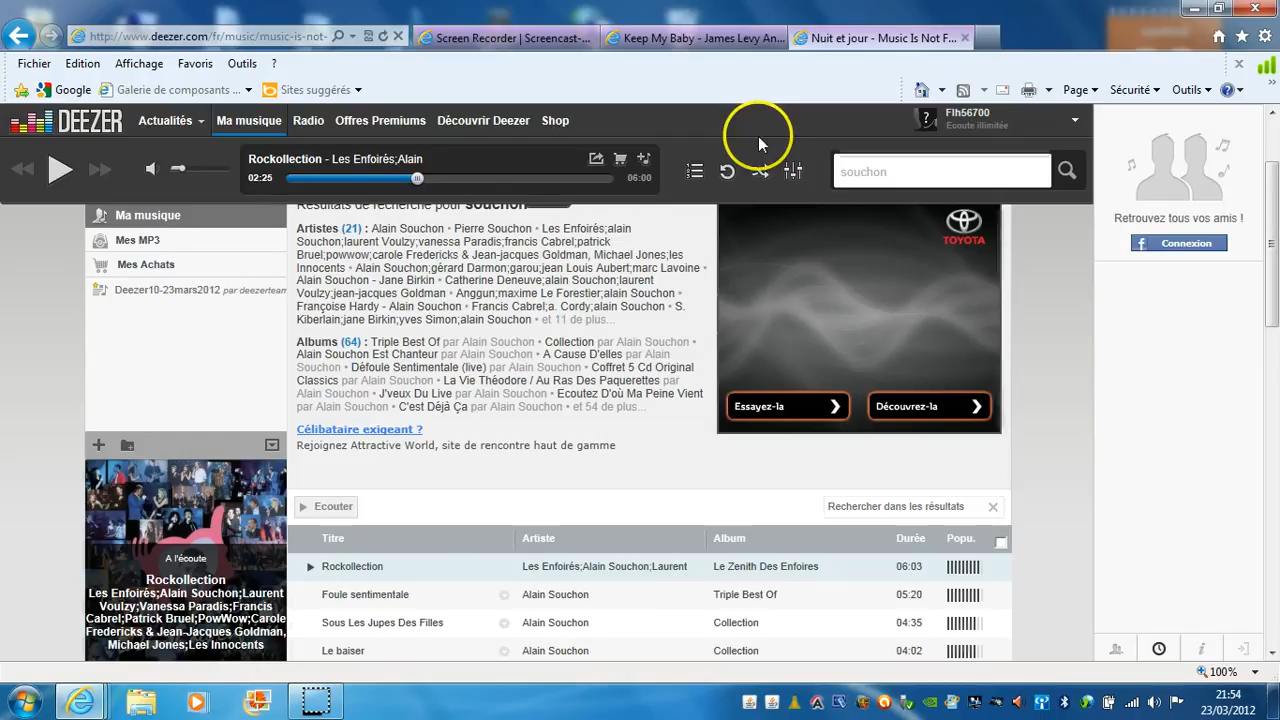 http://www.deezer.com/fr/music/music-is-not-
Screen Recorder | Screencast-...
Keep My Baby - James Levy An...
Nuit et jour - Music Is Not F...
Fichier Edition Affichage Favoris Outils ?
Google
Galerie de composants ...
Sites suggérés
Page
Sécurité
Outils
DEEZER
Actualités
Ma musique
Radio
Offres Premiums
Découvrir Deezer
Shop
Flh56700
Ecoute illimitée
Rockollection - Les Enfoirés;Alain
02:25
06:00
souchon
Ma musique
Mes MP3
Mes Achats
Deezer10-23mars2012 par deezerteam
Résultats de recherche pour souchon
Artistes (21) : Alain Souchon • Pierre Souchon • Les Enfoirés;alain
Souchon;laurent Voulzy;vanessa Paradis;francis Cabrel;patrick
Bruel;powwow;carole Fredericks & Jean-jacques Goldman, Michael Jones;les
Innocents • Alain Souchon;gérard Darmon;garou;jean Louis Aubert;marc Lavoine •
Alain Souchon - Jane Birkin • Catherine Deneuve;alain Souchon;laurent
Voulzy;jean-jacques Goldman • Anggun;maxime Le Forestier;alain Souchon •
Françoise Hardy - Alain Souchon • Francis Cabrel;a. Cordy;alain Souchon • S.
Kiberlain;jane Birkin;yves Simon;alain Souchon • et 11 de plus...
Albums (64) : Triple Best Of par Alain Souchon • Collection par Alain Souchon •
Alain Souchon Est Chanteur par Alain Souchon • A Cause D'elles par Alain
Souchon • Défoule Sentimentale (live) par Alain Souchon • Coffret 5 Cd Original
Classics par Alain Souchon • La Vie Théodore / Au Ras Des Paquerettes par
Alain Souchon • J'veux Du Live par Alain Souchon • Ecoutez D'où Ma Peine Vient
par Alain Souchon • C'est Déjà Ça par Alain Souchon • et 54 de plus...
Célibataire exigeant ?
Rejoignez Attractive World, site de rencontre haut de gamme
TOYOTA
Essayez-la
Découvrez-la
Retrouvez tous vos amis !
Connexion
Ecouter
Rechercher dans les résultats
Titre Artiste Album Durée Popu.
Rockollection Les Enfoirés;Alain Souchon;Laurent Le Zenith Des Enfoires 06:03
Foule sentimentale Alain Souchon Triple Best Of 05:20
Sous Les Jupes Des Filles Alain Souchon Collection 04:35
Le baiser Alain Souchon Collection 04:02
A l'écoute
Rockollection
Les Enfoirés;Alain Souchon;Laurent
Voulzy;Vanessa Paradis;Francis
Cabrel;Patrick Bruel;PowWow;Carole
Fredericks & Jean-Jacques Goldman,
Michael Jones;Les Innocents
100%
21:54
23/03/2012